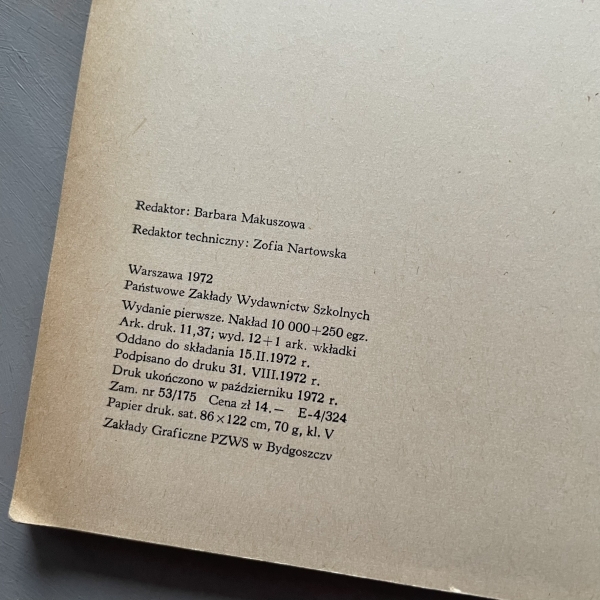 Redaktor: Barbara Makuszowa
Redaktor techniczny: Zofia Nartowska
Warszawa 1972
Państwowe Zakłady Wydawnictw Szkolnych
Wydanie pierwsze. Nakład 10 000+250 egz.
Ark. druk. 11,37; wyd. 12+1 ark. wkładki
Oddano do składania 15.II.1972 r.
Podpisano do druku 31. VIII.1972 r.
Druk ukończono w październiku 1972 r.
Zam. nr 53/175 Cena zł 14.— E-4/324
Papier druk. sat. 86×122 cm, 70 g, kl. V
Zakłady Graficzne PZWS w Bydgoszczy